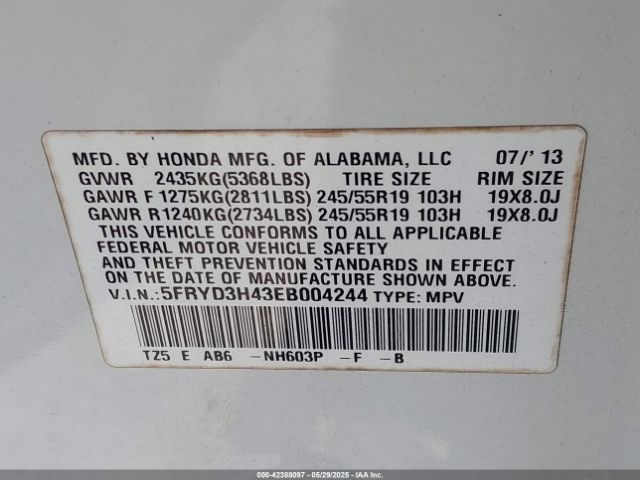 MFD. BY HONDA MFG. OF ALABAMA, LLC 07/' 13
GVWR 2435KG(5368LBS) TIRE SIZE RIM SIZE
GAWR F 1275KG(2811LBS) 245/55R19 103H 19X8.0J
GAWR R 1240KG(2734LBS) 245/55R19 103H 19X8.0J
THIS VEHICLE CONFORMS TO ALL APPLICABLE
FEDERAL MOTOR VEHICLE SAFETY
AND THEFT PREVENTION STANDARDS IN EFFECT
ON THE DATE OF MANUFACTURE SHOWN ABOVE.
V.I.N.:5FRYD3H43EB004244 TYPE: MPV
TZ5 E AB6 -NH603P -F -B
000-42388097 - 05/29/2025 - IAAI.COM